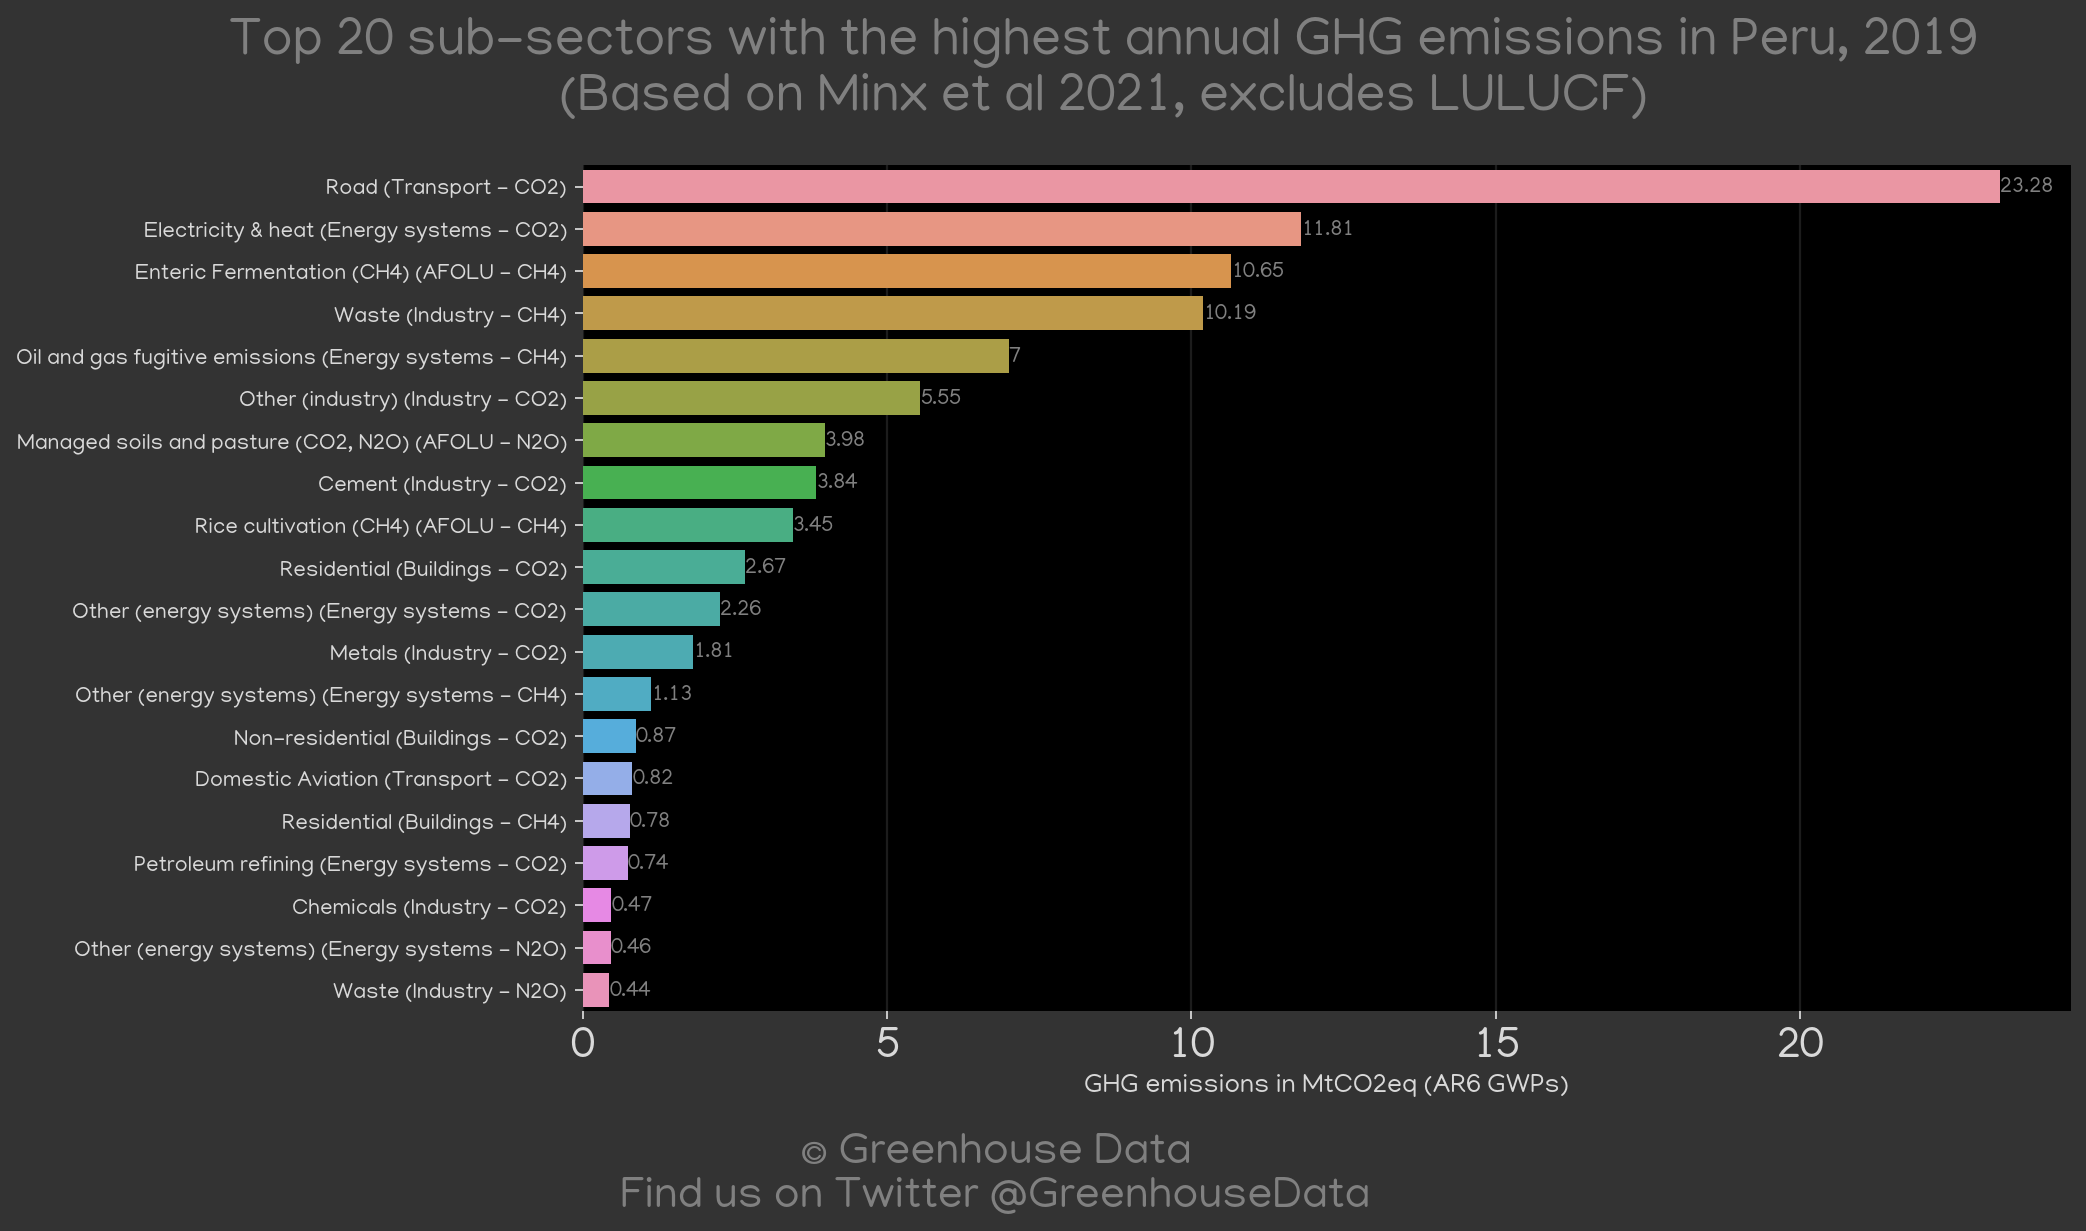 Top 20 sub-sectors with the highest annual GHG emissions in Peru, 2019
(Based on Minx et al 2021, excludes LULUCF)
Road (Transport - CO2) 23.28
Electricity & heat (Energy systems - CO2) 11.81
Enteric Fermentation (CH4) (AFOLU - CH4) 10.65
Waste (Industry - CH4) 10.19
Oil and gas fugitive emissions (Energy systems - CH4) 7
Other (industry) (Industry - CO2) 5.55
Managed soils and pasture (CO2, N2O) (AFOLU - N2O) 3.98
Cement (Industry - CO2) 3.84
Rice cultivation (CH4) (AFOLU - CH4) 3.45
Residential (Buildings - CO2) 2.67
Other (energy systems) (Energy systems - CO2) 2.26
Metals (Industry - CO2) 1.81
Other (energy systems) (Energy systems - CH4) 1.13
Non-residential (Buildings - CO2) 0.87
Domestic Aviation (Transport - CO2) 0.82
Residential (Buildings - CH4) 0.78
Petroleum refining (Energy systems - CO2) 0.74
Chemicals (Industry - CO2) 0.47
Other (energy systems) (Energy systems - N2O) 0.46
Waste (Industry - N2O) 0.44
0 5 10 15 20
GHG emissions in MtCO2eq (AR6 GWPs)
© Greenhouse Data
Find us on Twitter @GreenhouseData